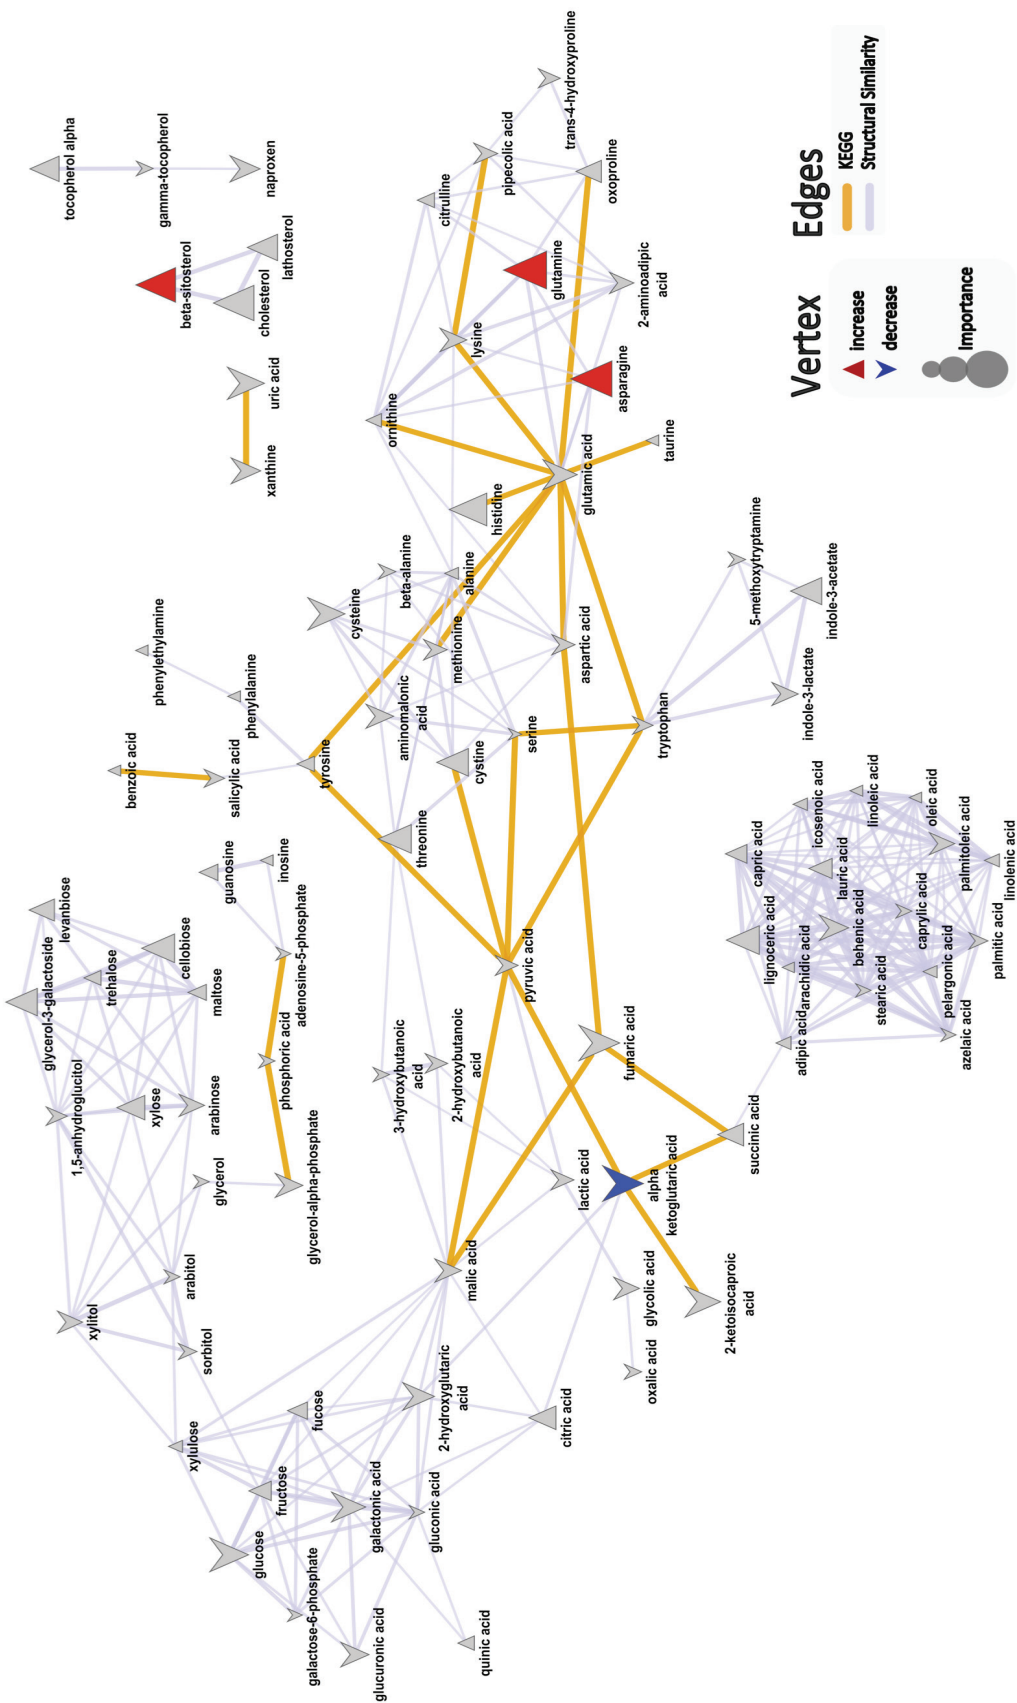 tocopherol alpha
gamma-tocopherol
naproxen
beta-sitosterol
cholesterol
lathosterol
uric acid
xanthine
trans-4-hydroxyproline
pipecolic acid
oxoproline
citrulline
glutamine
2-aminoadipic
acid
lysine
asparagine
ornithine
glutamic acid
taurine
histidine
cysteine
beta-alanine
alanine
methionine
aspartic acid
aminomalonic
acid
cystine
serine
tryptophan
threonine
5-methoxytryptamine
indole-3-acetate
indole-3-lactate
phenylethylamine
phenylalanine
benzoic acid
salicylic acid
tyrosine
guanosine
inosine
adenosine-5-phosphate
phosphoric acid
glycerol-alpha-phosphate
levanbiose
glycerol-3-galactoside
trehalose
cellobiose
maltose
1,5-anhydroglucitol
xylose
arabinose
glycerol
xylitol
arabitol
sorbitol
xylulose
pyruvic acid
3-hydroxybutanoic
acid
2-hydroxybutanoic
acid
fumaric acid
lactic acid
alpha
ketoglutaric acid
succinic acid
malic acid
glycolic acid
oxalic acid
2-ketoisocaproic
acid
fucose
fructose
glucose
2-hydroxyglutaric
acid
citric acid
galactonic acid
gluconic acid
galactose-6-phosphate
glucuronic acid
quinic acid
capric acid
icosenoic acid
linoleic acid
oleic acid
lauric acid
palmitoleic acid
linolenic acid
lignoceric acid
behenic acid
caprylic acid
palmitic acid
arachidic acid
stearic acid
pelargonic acid
adipic acid
azelaic acid
Vertex
increase
decrease
Importance
Edges
KEGG
Structural Similarity